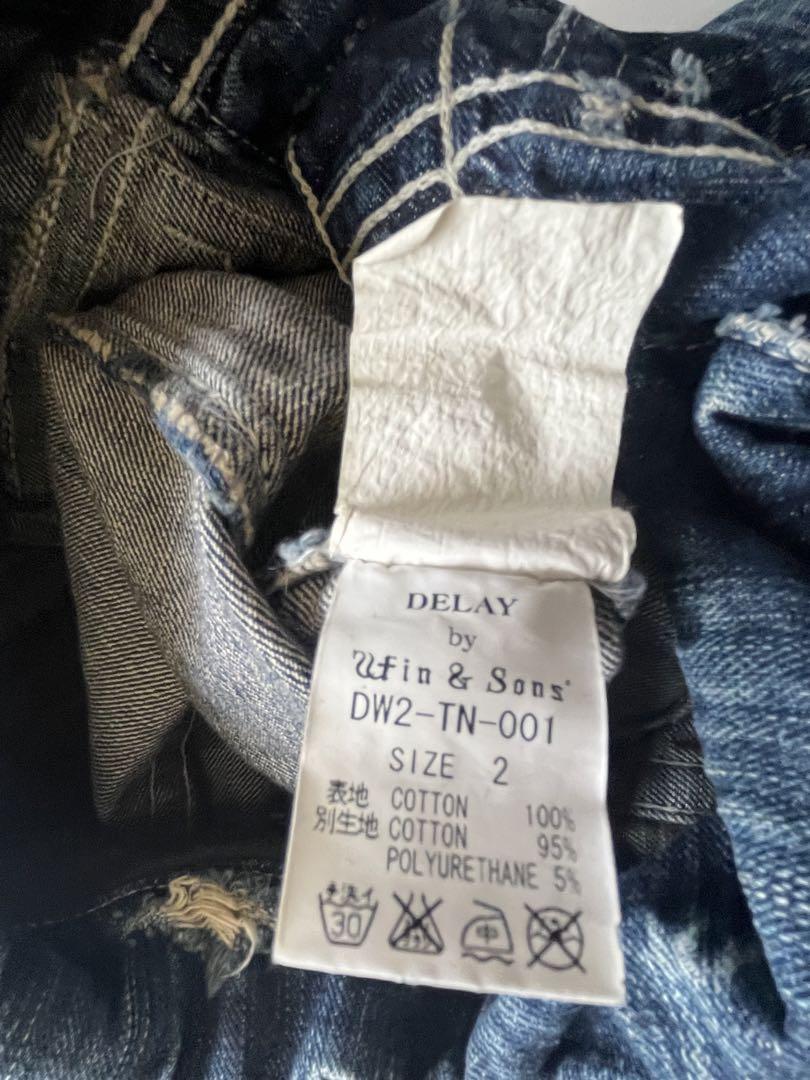 DELAY
by
Wfin & Sons
DW2-TN-001
SIZE 2
表地 COTTON 100%
別生地 COTTON 95%
POLYURETHANE 5%
30 中